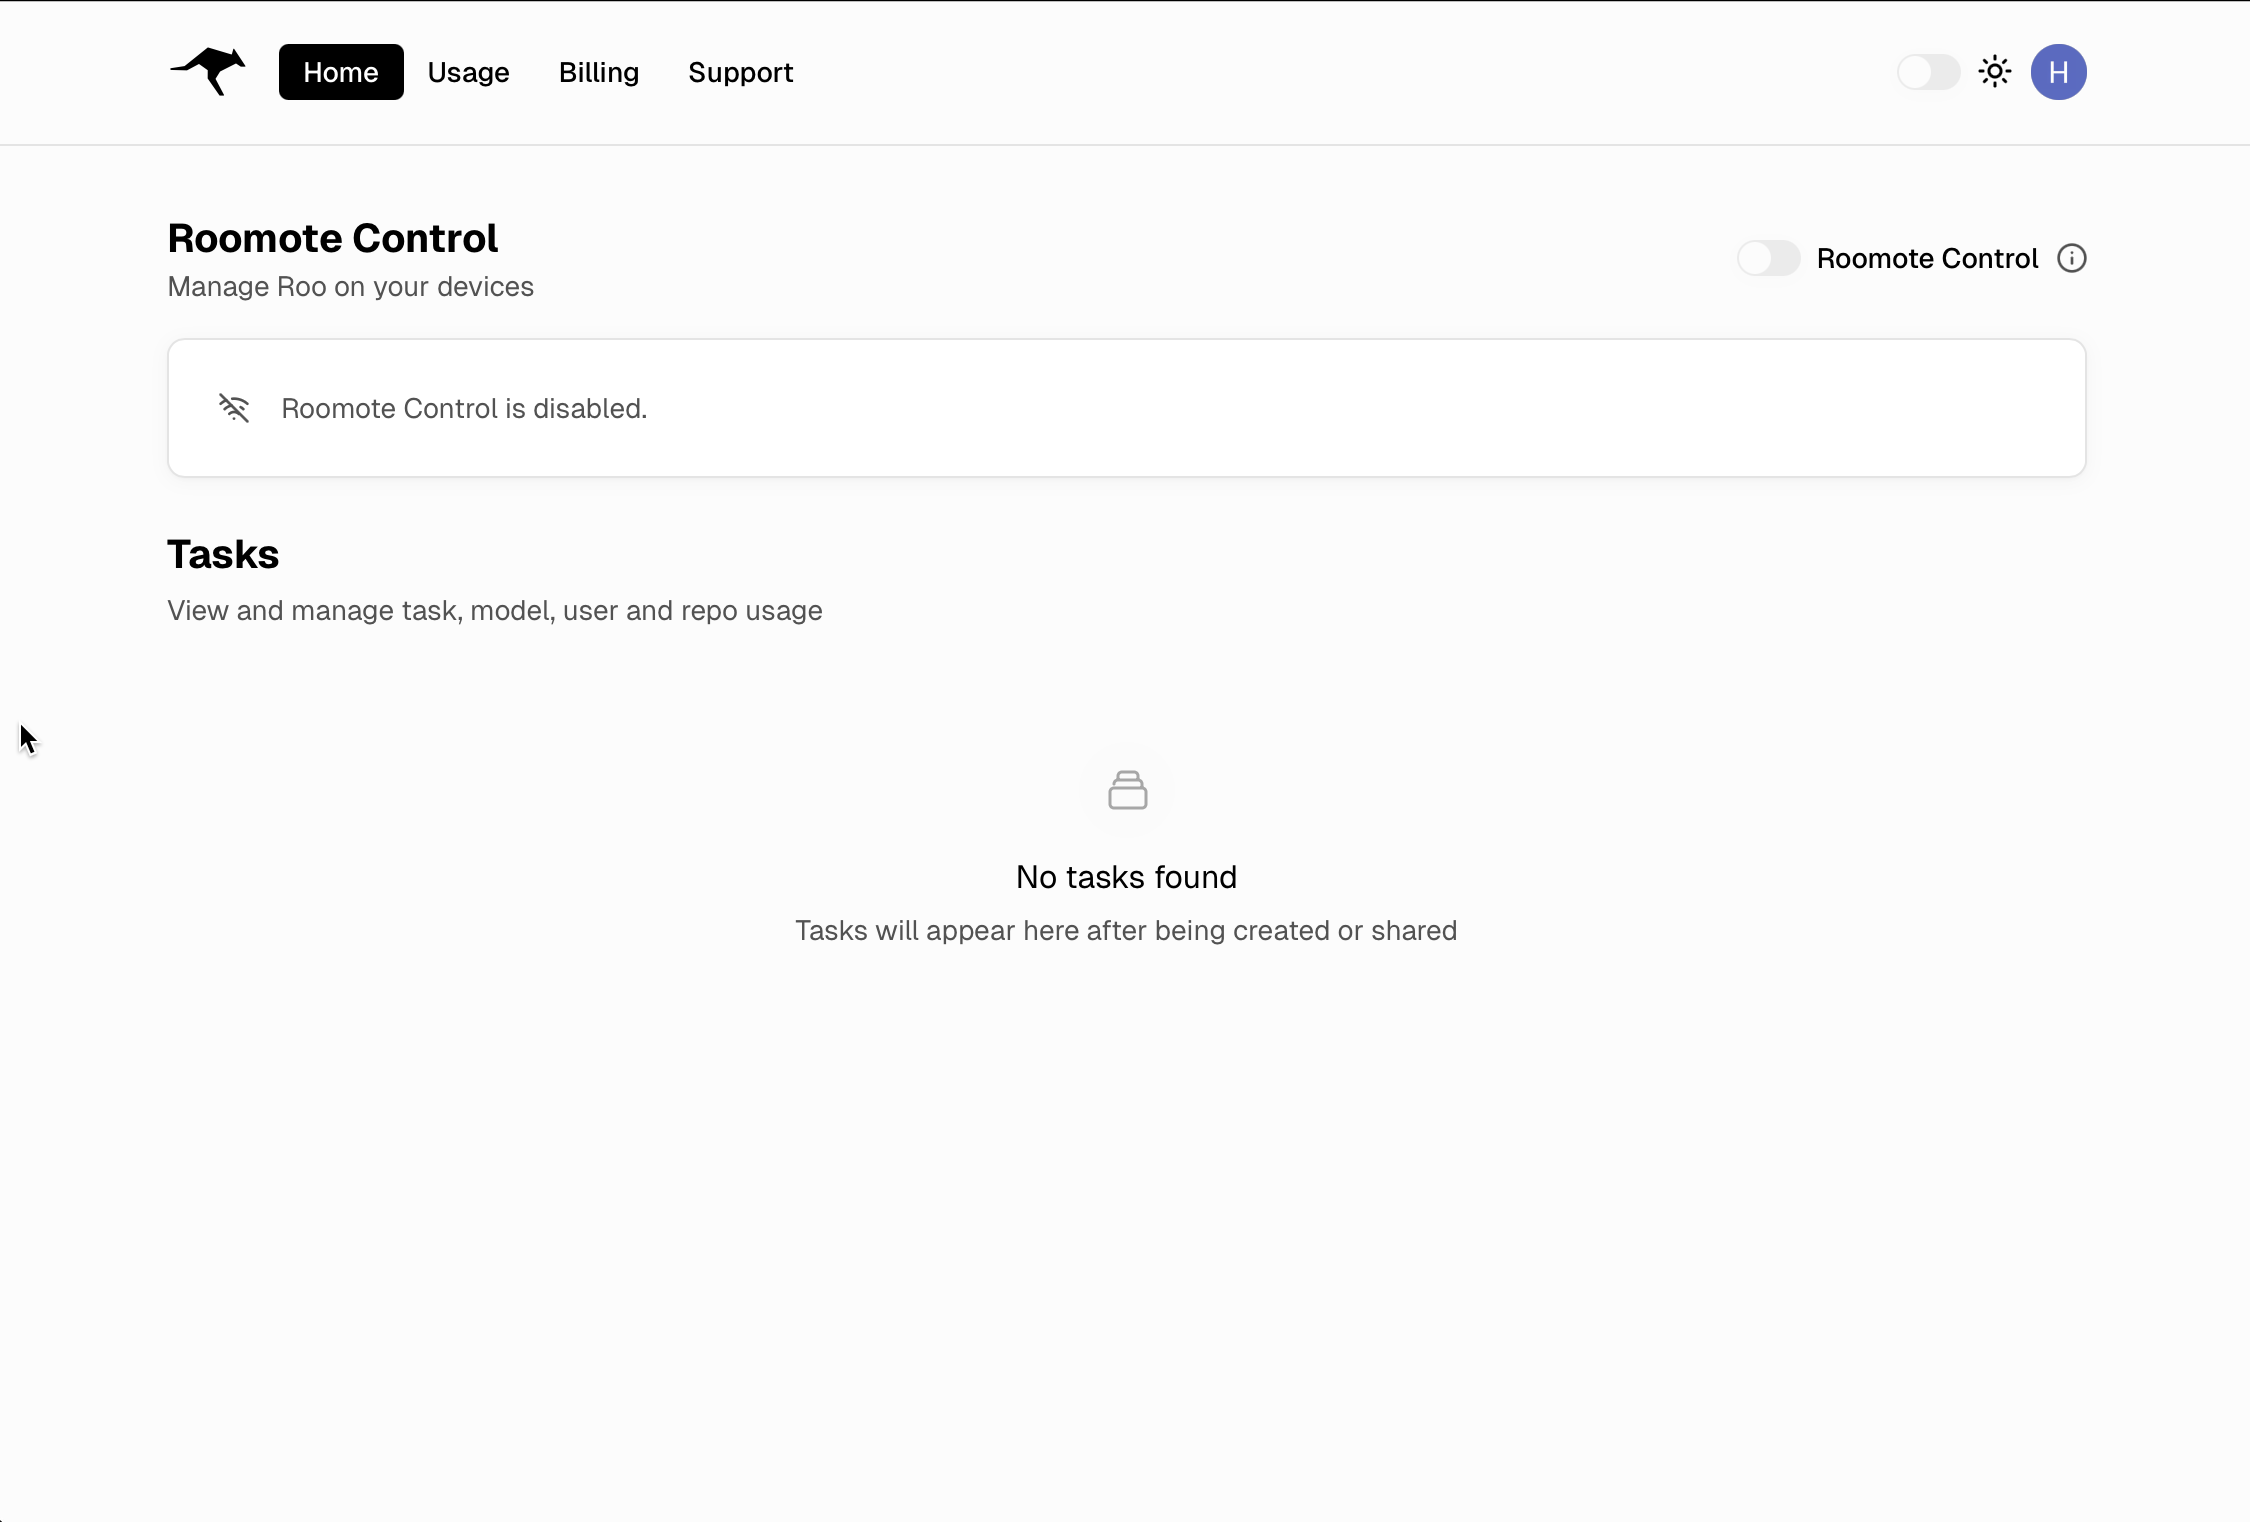 Home
Usage
Billing
Support
H
Roomote Control
Manage Roo on your devices
Roomote Control
Roomote Control is disabled.
Tasks
View and manage task, model, user and repo usage
No tasks found
Tasks will appear here after being created or shared